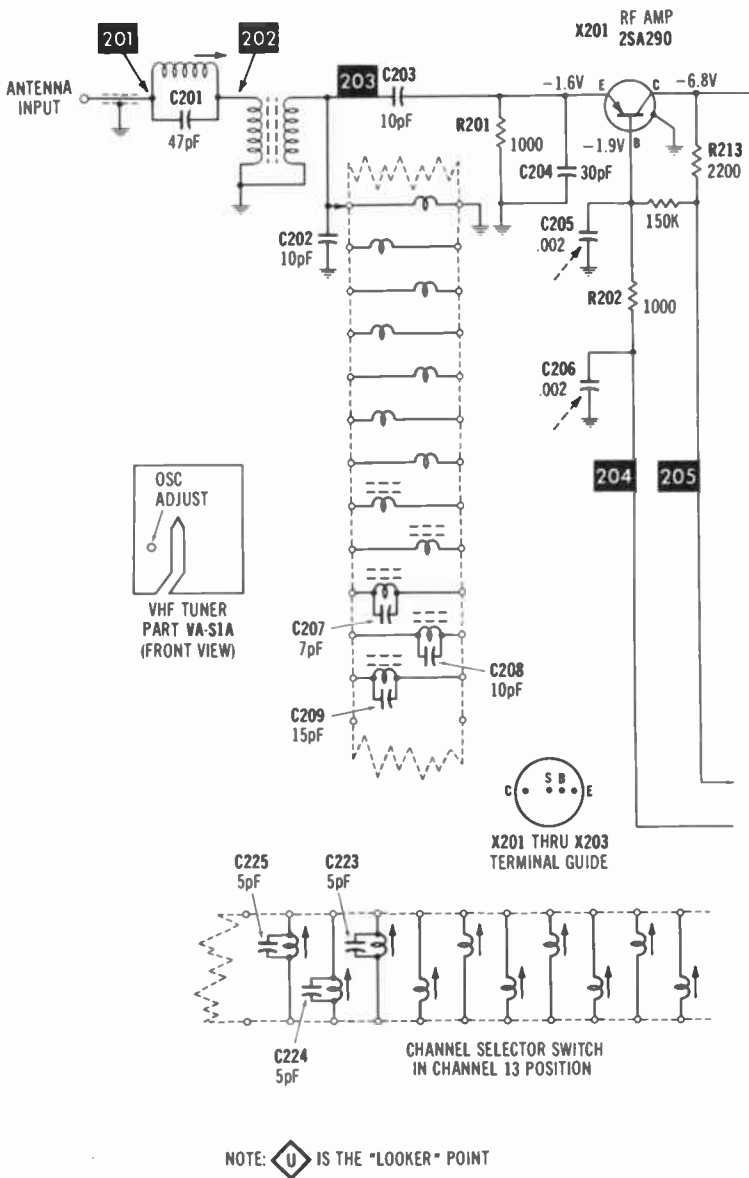 RF AMP
X201 2SA290
201
202
ANTENNA
INPUT
C201
47pF
203
C203
10pF
-1.6V
E
C
-6.8V
R201
1000
-1.9V
B
R213
2200
C204
30pF
C202
10pF
C205
.002
150K
R202
1000
C206
.002
204
205
OSC
ADJUST
VHF TUNER
PART VA-S1A
(FRONT VIEW)
C207
7pF
C208
10pF
C209
15pF
C
S B
E
X201 THRU X203
TERMINAL GUIDE
C225
5pF
C223
5pF
C224
5pF
CHANNEL SELECTOR SWITCH
IN CHANNEL 13 POSITION
NOTE: U IS THE "LOOKER" POINT